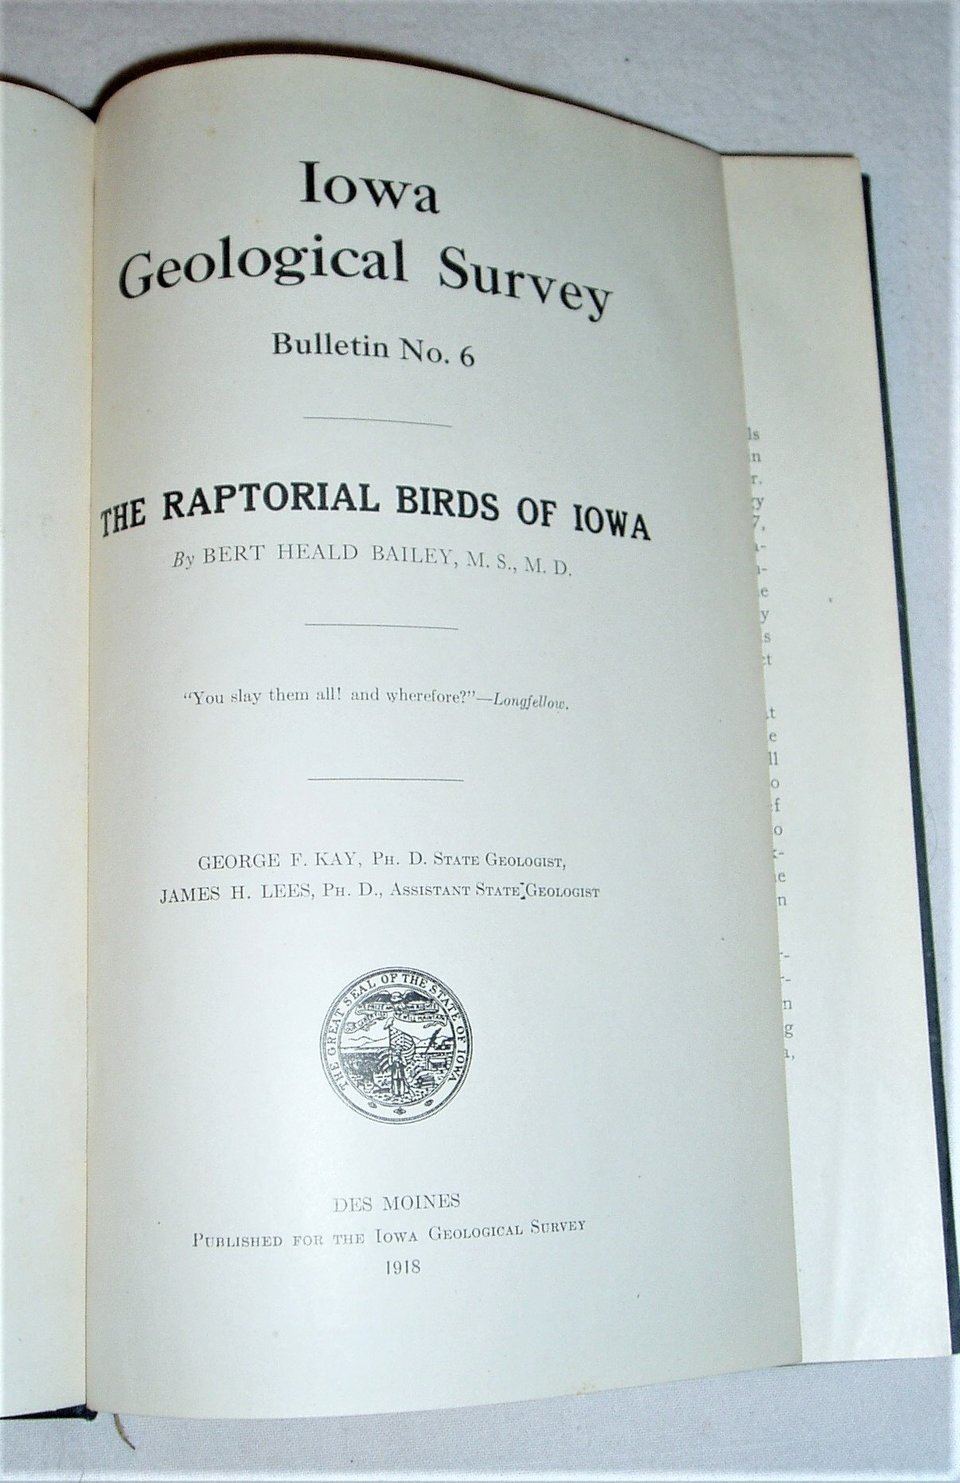 Iowa
Geological Survey
Bulletin No. 6
THE RAPTORIAL BIRDS OF IOWA
By BERT HEALD BAILEY, M. S., M. D.
“You slay them all! and wherefore?”—Longfellow.
GEORGE F. KAY, PH. D. STATE GEOLOGIST,
JAMES H. LEES, PH. D., ASSISTANT STATE GEOLOGIST
THE GREAT SEAL OF THE STATE OF IOWA
DES MOINES
PUBLISHED FOR THE IOWA GEOLOGICAL SURVEY
1918